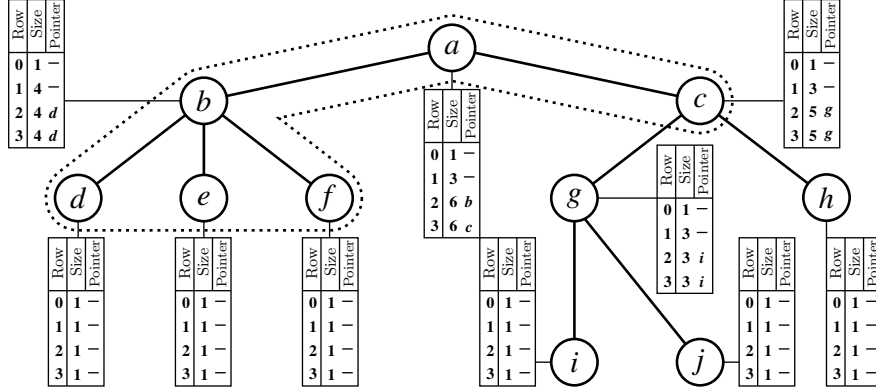 Row Size Pointer
0 1 –
1 4 –
2 4 d
3 4 d
a
Row Size Pointer
0 1 –
1 3 –
2 5 g
3 5 g
b
c
Row Size Pointer
0 1 –
1 3 –
2 6 b
3 6 c
d
e
f
g
Row Size Pointer
0 1 –
1 3 –
2 3 i
3 3 i
h
Row Size Pointer
0 1 –
1 1 –
2 1 –
3 1 –
Row Size Pointer
0 1 –
1 1 –
2 1 –
3 1 –
Row Size Pointer
0 1 –
1 1 –
2 1 –
3 1 –
Row Size Pointer
0 1 –
1 1 –
2 1 –
3 1 –
i
j
Row Size Pointer
0 1 –
1 1 –
2 1 –
3 1 –
Row Size Pointer
0 1 –
1 1 –
2 1 –
3 1 –